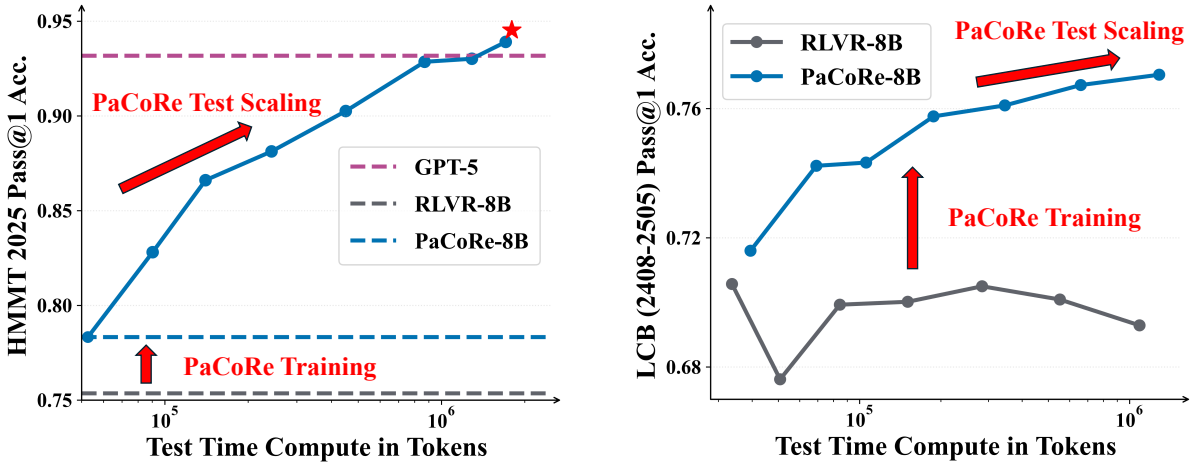 HMMT 2025 Pass@1 Acc.
0.95
0.90
0.85
0.80
0.75
PaCoRe Test Scaling
GPT-5
RLVR-8B
PaCoRe-8B
PaCoRe Training
10^5
10^6
Test Time Compute in Tokens
LCB (2408-2505) Pass@1 Acc.
0.76
0.72
0.68
RLVR-8B
PaCoRe-8B
PaCoRe Test Scaling
PaCoRe Training
10^5
10^6
Test Time Compute in Tokens